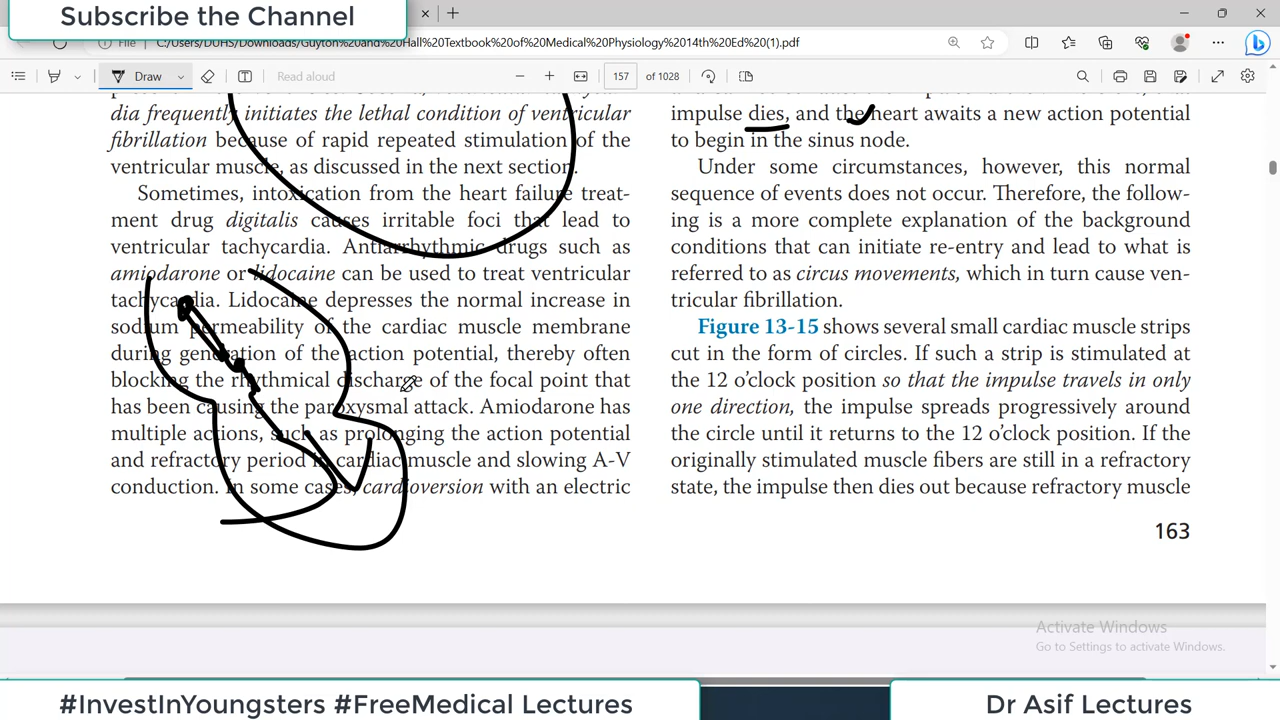 Subscribe the Channel
File
C:/Users/DUHS/Downloads/Guyton%20and%20Hall%20Textbook%20of%20Medical%20Physiology%2014th%20Ed%20(1).pdf
Draw
Read aloud
157 of 1028
dia frequently initiates the lethal condition of ventricular
fibrillation because of rapid repeated stimulation of the
ventricular muscle, as discussed in the next section.
Sometimes, intoxication from the heart failure treat-
ment drug digitalis causes irritable foci that lead to
ventricular tachycardia. Antiarrhythmic drugs such as
amiodarone or lidocaine can be used to treat ventricular
tachycardia. Lidocaine depresses the normal increase in
sodium permeability of the cardiac muscle membrane
during generation of the action potential, thereby often
blocking the rhythmical discharge of the focal point that
has been causing the paroxysmal attack. Amiodarone has
multiple actions, such as prolonging the action potential
and refractory period in cardiac muscle and slowing A-V
conduction. In some cases, cardioversion with an electric
impulse dies, and the heart awaits a new action potential
to begin in the sinus node.
Under some circumstances, however, this normal
sequence of events does not occur. Therefore, the follow-
ing is a more complete explanation of the background
conditions that can initiate re-entry and lead to what is
referred to as circus movements, which in turn cause ven-
tricular fibrillation.
Figure 13-15 shows several small cardiac muscle strips
cut in the form of circles. If such a strip is stimulated at
the 12 o'clock position so that the impulse travels in only
one direction, the impulse spreads progressively around
the circle until it returns to the 12 o'clock position. If the
originally stimulated muscle fibers are still in a refractory
state, the impulse then dies out because refractory muscle
163
Activate Windows
Go to Settings to activate Windows.
#InvestInYoungsters #FreeMedical Lectures
Dr Asif Lectures